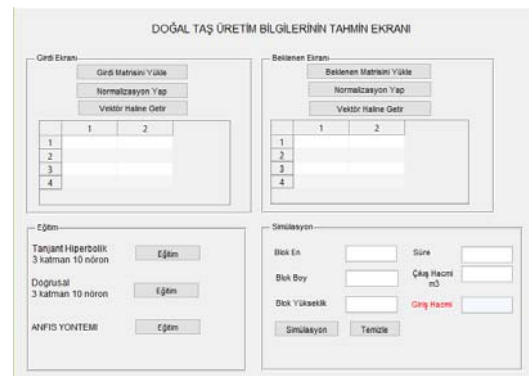 DOĞAL TAŞ ÜRETİM BİLGİLERİNİN TAHMİN EKRANI
Girdi Ekranı
Girdi Matrisini Yükle
Normalizasyon Yap
Vektör Haline Getir
1 2
1
2
3
4
Beklenen Ekranı
Beklenen Matrisini Yükle
Normalizasyon Yap
Vektör Haline Getir
1 2
1
2
3
4
Eğitim
Tanjant Hiperbolik
3 katman 10 nöron
Eğitim
Doğrusal
3 katman 10 nöron
Eğitim
ANFIS YONTEMI
Eğitim
Simülasyon
Blok En
Süre
Blok Boy
Çıkış Hacmi
m3
Blok Yükseklik
Giriş Hacmi
Simülasyon
Temizle